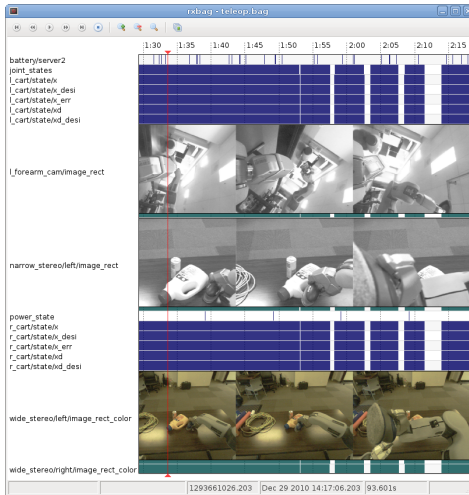 rxbag - teleop.bag
1:30 1:35 1:40 1:45 1:50 1:55 2:00 2:05 2:10 2:15
battery/server2
joint_states
l_cart/state/x
l_cart/state/x_desi
l_cart/state/x_err
l_cart/state/xd
l_cart/state/xd_desi
l_forearm_cam/image_rect
narrow_stereo/left/image_rect
power_state
r_cart/state/x
r_cart/state/x_desi
r_cart/state/x_err
r_cart/state/xd
r_cart/state/xd_desi
wide_stereo/left/image_rect_color
wide_stereo/right/image_rect_color
1293661026.203 Dec 29 2010 14:17:06.203 93.601s